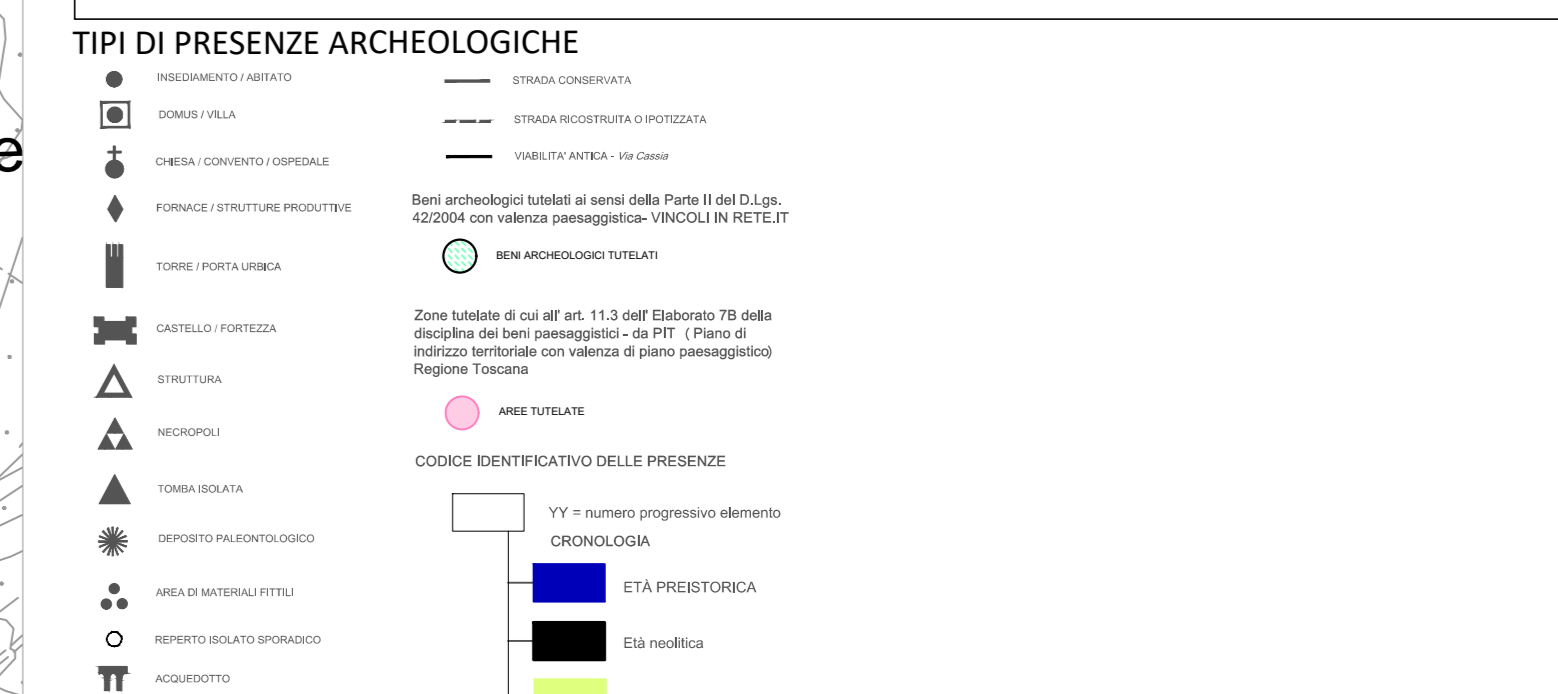 TIPI DI PRESENZE ARCHEOLOGICHE
INSEDIAMENTO / ABITATO
DOMUS / VILLA
CHIESA / CONVENTO / OSPEDALE
FORNACE / STRUTTURE PRODUTTIVE
TORRE / PORTA URBICA
CASTELLO / FORTEZZA
STRUTTURA
NECROPOLI
TOMBA ISOLATA
DEPOSITO PALEONTOLOGICO
AREA DI MATERIALI FITTILI
REPERTO ISOLATO SPORADICO
ACQUEDOTTO
STRADA CONSERVATA
STRADA RICOSTRUITA O IPOTIZZATA
VIABILITA' ANTICA - Via Cassia
Beni archeologici tutelati ai sensi della Parte II del D.Lgs.
42/2004 con valenza paesaggistica- VINCOLI IN RETE.IT
BENI ARCHEOLOGICI TUTELATI
Zone tutelate di cui all' art. 11.3 dell' Elaborato 7B della
disciplina dei beni paesaggistici - da PIT ( Piano di
indirizzo territoriale con valenza di piano paesaggistico)
Regione Toscana
AREE TUTELATE
CODICE IDENTIFICATIVO DELLE PRESENZE
YY = numero progressivo elemento
CRONOLOGIA
ETÀ PREISTORICA
Età neolitica
e